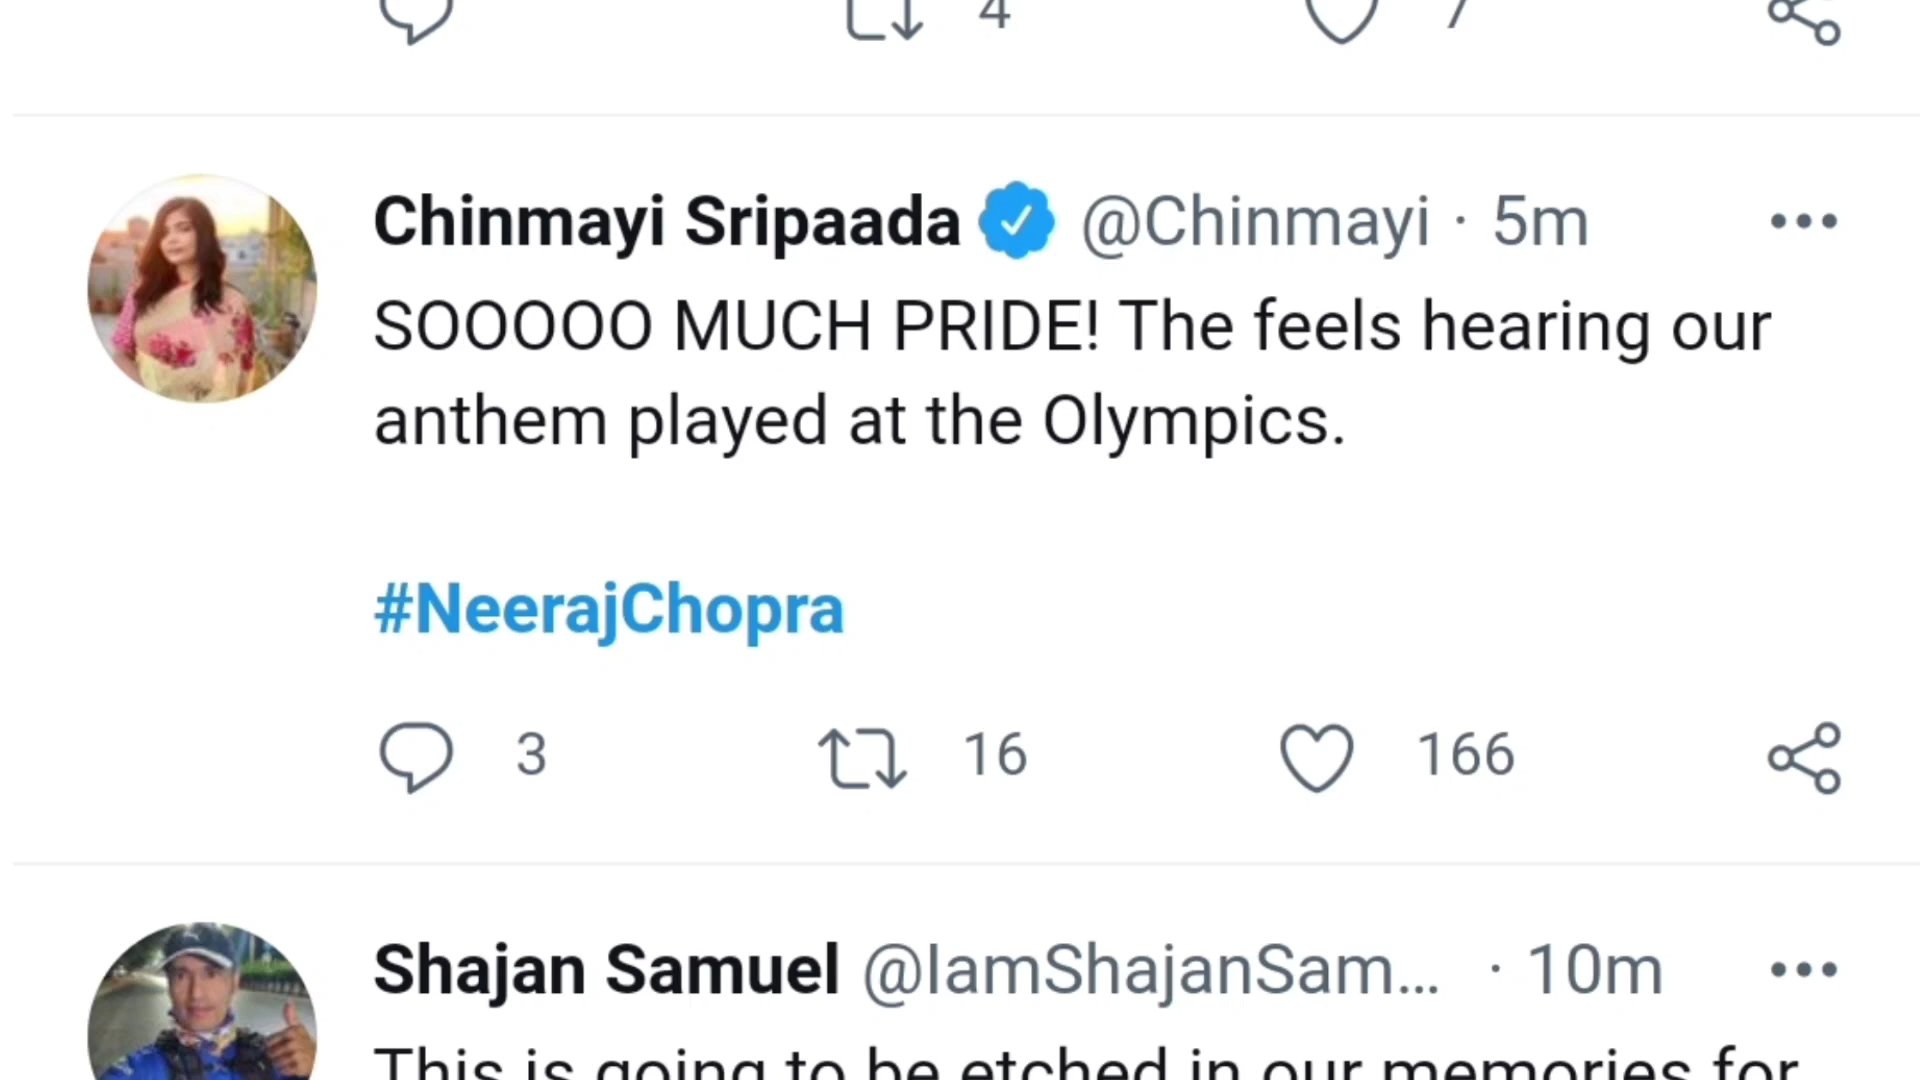 4 7
Chinmayi Sripaada @Chinmayi · 5m
SOOOOO MUCH PRIDE! The feels hearing our
anthem played at the Olympics.
#NeerajChopra
3 16 166
Shajan Samuel @IamShajanSam... · 10m
This is going to be etched in our memories for